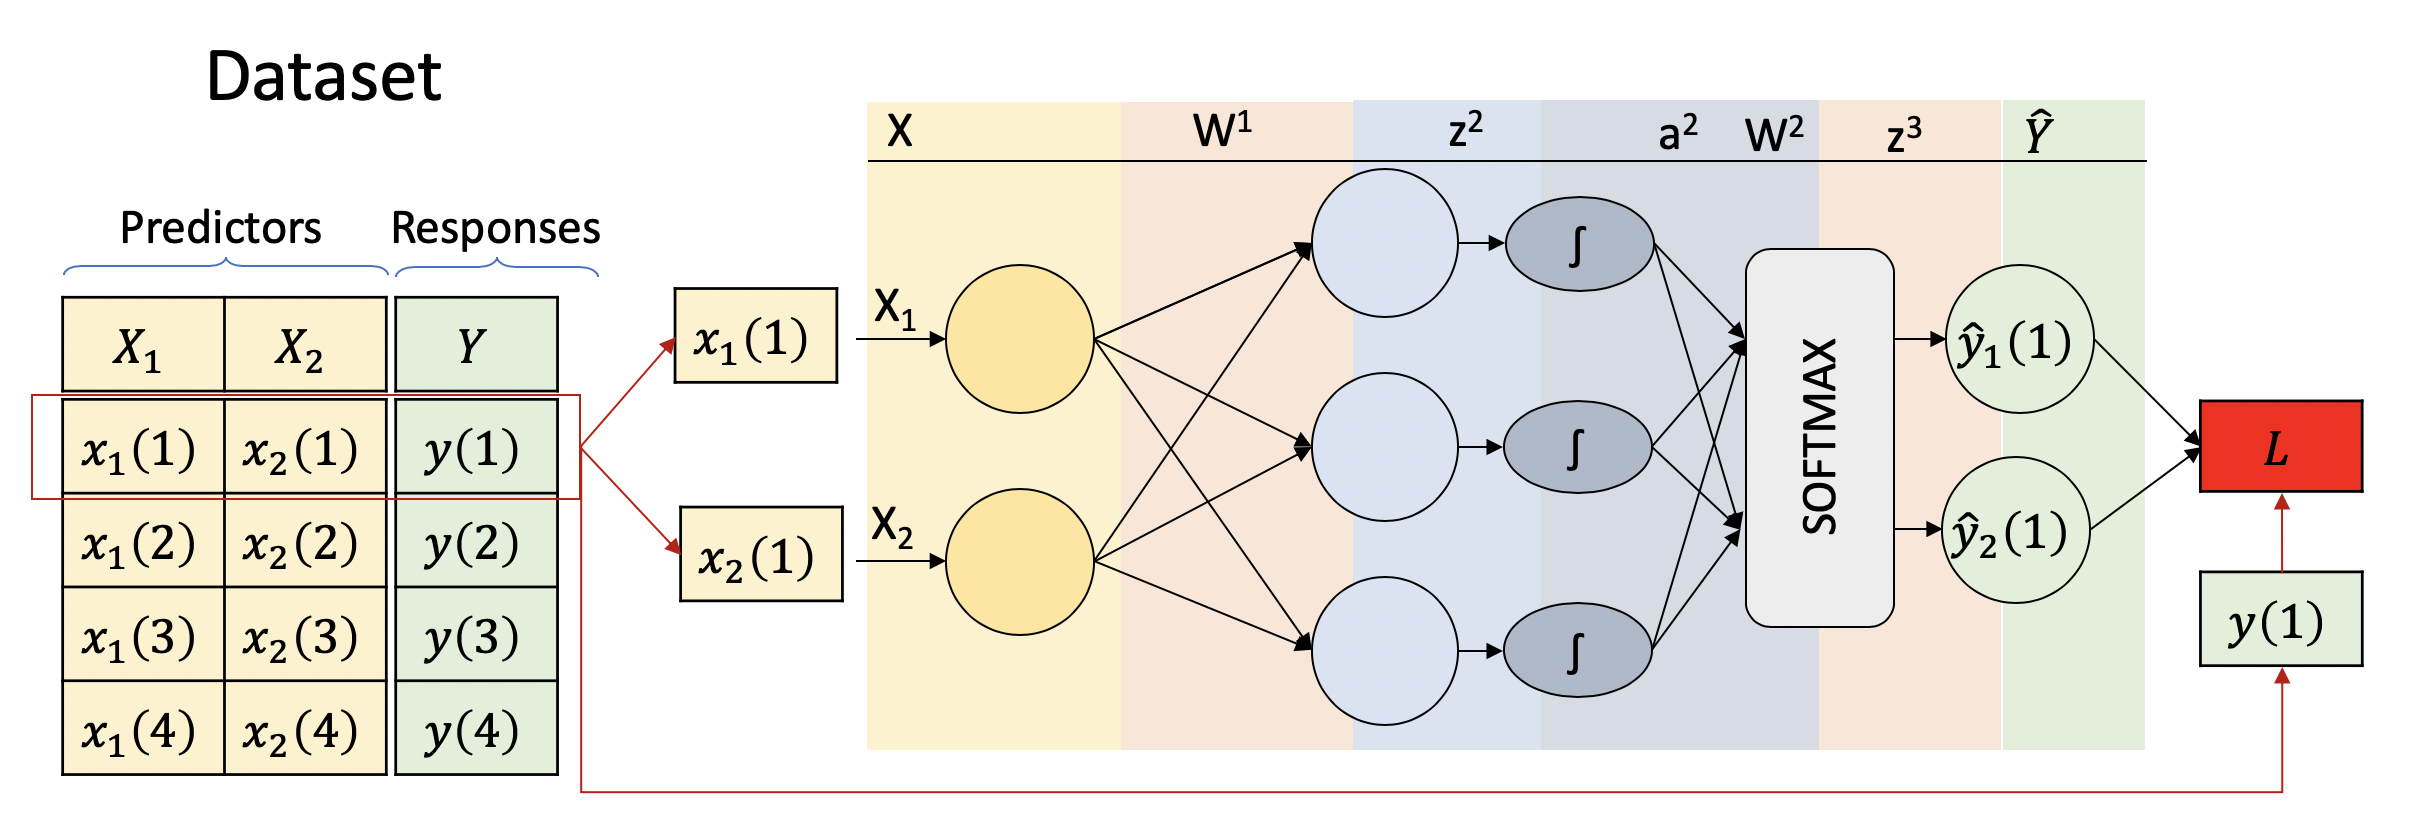 Dataset
Predictors Responses
X₁ X₂ Y
x₁(1) x₂(1) y(1)
x₁(2) x₂(2) y(2)
x₁(3) x₂(3) y(3)
x₁(4) x₂(4) y(4)
x₁(1)
x₂(1)
X W¹ z² a² W² z³ Ŷ
X₁
X₂
∫
∫
∫
SOFTMAX
ŷ₁(1)
ŷ₂(1)
L
y(1)